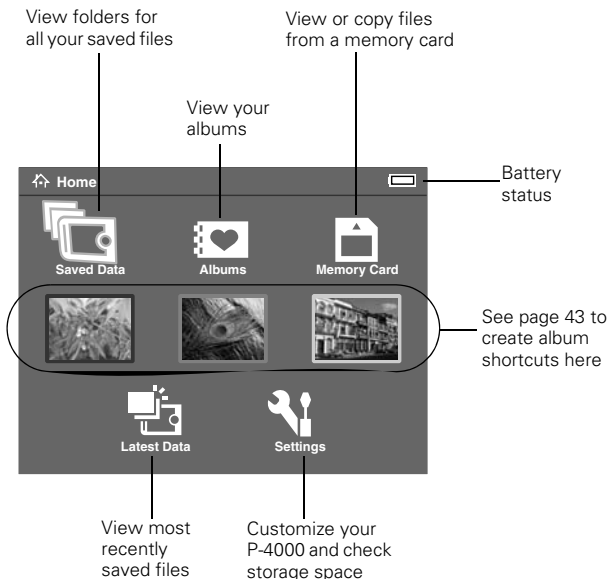 View folders for
all your saved files
View or copy files
from a memory card
View your
albums
Home
Battery
status
Saved Data
Albums
Memory Card
See page 43 to
create album
shortcuts here
Latest Data
Settings
View most
recently
saved files
Customize your
P-4000 and check
storage space